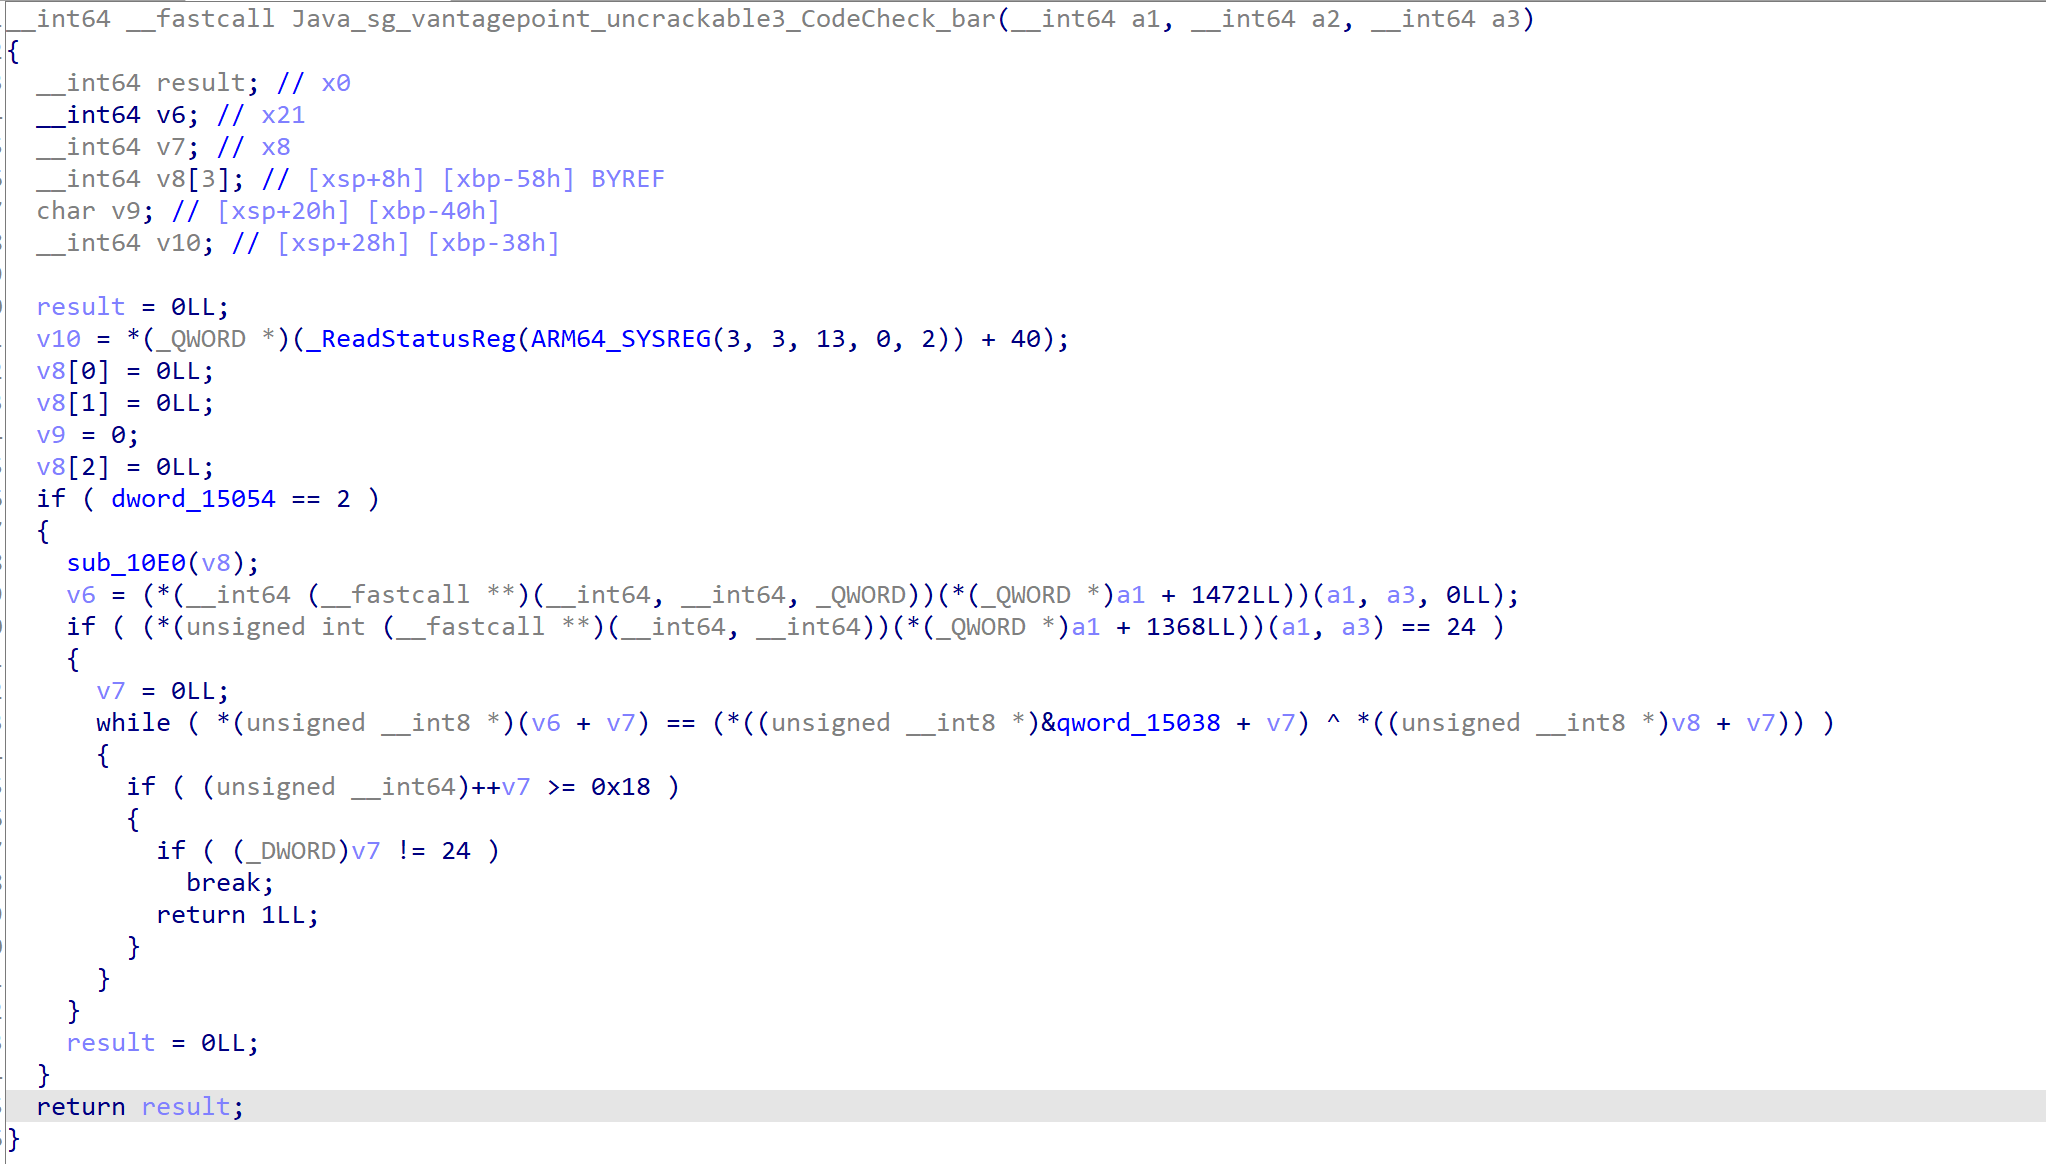 __int64 __fastcall Java_sg_vantagepoint_uncrackable3_CodeCheck_bar(__int64 a1, __int64 a2, __int64 a3)
{
  __int64 result; // x0
  __int64 v6; // x21
  __int64 v7; // x8
  __int64 v8[3]; // [xsp+8h] [xbp-58h] BYREF
  char v9; // [xsp+20h] [xbp-40h]
  __int64 v10; // [xsp+28h] [xbp-38h]

  result = 0LL;
  v10 = *(_QWORD *)(_ReadStatusReg(ARM64_SYSREG(3, 3, 13, 0, 2)) + 40);
  v8[0] = 0LL;
  v8[1] = 0LL;
  v9 = 0;
  v8[2] = 0LL;
  if ( dword_15054 == 2 )
  {
    sub_10E0(v8);
    v6 = (*(__int64 (__fastcall **)(__int64, __int64, _QWORD))(*(_QWORD *)a1 + 1472LL))(a1, a3, 0LL);
    if ( (*(unsigned int (__fastcall **)(__int64, __int64))(*(_QWORD *)a1 + 1368LL))(a1, a3) == 24 )
    {
      v7 = 0LL;
      while ( *(unsigned __int8 *)(v6 + v7) == (*((unsigned __int8 *)&qword_15038 + v7) ^ *((unsigned __int8 *)v8 + v7)) )
      {
        if ( (unsigned __int64)++v7 >= 0x18 )
        {
          if ( (_DWORD)v7 != 24 )
            break;
          return 1LL;
        }
      }
    }
    result = 0LL;
  }
  return result;
}